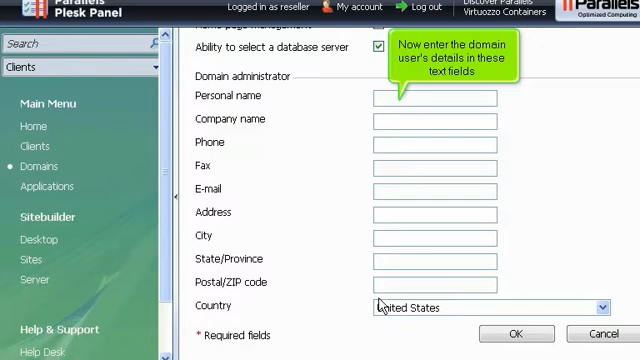 Parallels
Plesk Panel
Logged in as reseller
My account
Log out
Discover Parallels
Virtuozzo Containers
Parallels
Optimized Computing
Search
Clients
Main Menu
Home
Clients
Domains
Applications
Sitebuilder
Desktop
Sites
Server
Help & Support
Help Desk
Ability to select a database server
Now enter the domain
user's details in these
text fields
Domain administrator
Personal name
Company name
Phone
Fax
E-mail
Address
City
State/Province
Postal/ZIP code
Country
United States
* Required fields
OK
Cancel